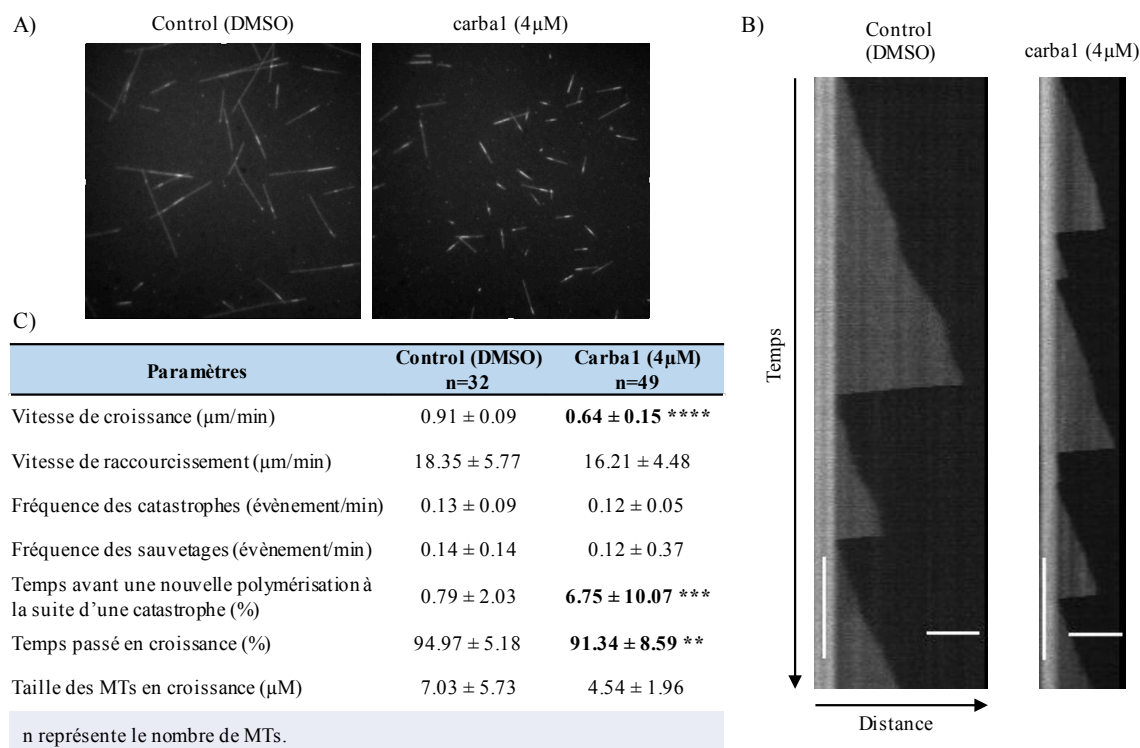 A)
Control (DMSO)
carba1 (4µM)
B)
Control
(DMSO)
carba1 (4µM)
Temps
Distance
C)
Paramètres
Control (DMSO)
n=32
Carba1 (4µM)
n=49
Vitesse de croissance (µm/min) 0.91 ± 0.09 0.64 ± 0.15 ****
Vitesse de raccourcissement (µm/min) 18.35 ± 5.77 16.21 ± 4.48
Fréquence des catastrophes (évènement/min) 0.13 ± 0.09 0.12 ± 0.05
Fréquence des sauvetages (évènement/min) 0.14 ± 0.14 0.12 ± 0.37
Temps avant une nouvelle polymérisation à
la suite d'une catastrophe (%) 0.79 ± 2.03 6.75 ± 10.07 ***
Temps passé en croissance (%) 94.97 ± 5.18 91.34 ± 8.59 **
Taille des MTs en croissance (µM) 7.03 ± 5.73 4.54 ± 1.96
n représente le nombre de MTs.